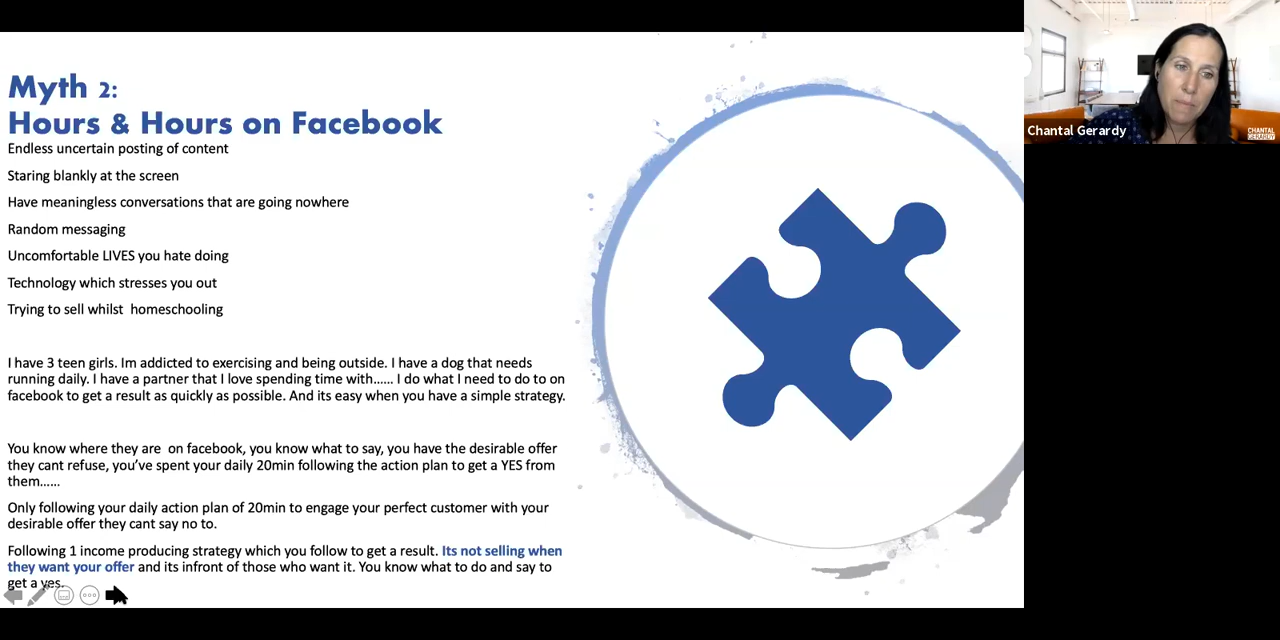 Myth 2:
Hours & Hours on Facebook
Endless uncertain posting of content
Staring blankly at the screen
Have meaningless conversations that are going nowhere
Random messaging
Uncomfortable LIVES you hate doing
Technology which stresses you out
Trying to sell whilst  homeschooling
I have 3 teen girls. Im addicted to exercising and being outside. I have a dog that needs
running daily. I have a partner that I love spending time with…… I do what I need to do to on
facebook to get a result as quickly as possible. And its easy when you have a simple strategy.
You know where they are  on facebook, you know what to say, you have the desirable offer
they cant refuse, you’ve spent your daily 20min following the action plan to get a YES from
them……
Only following your daily action plan of 20min to engage your perfect customer with your
desirable offer they cant say no to.
Following 1 income producing strategy which you follow to get a result. Its not selling when
they want your offer and its infront of those who want it. You know what to do and say to
get a yes.
Chantal Gerardy
CHANTAL
GERARDY